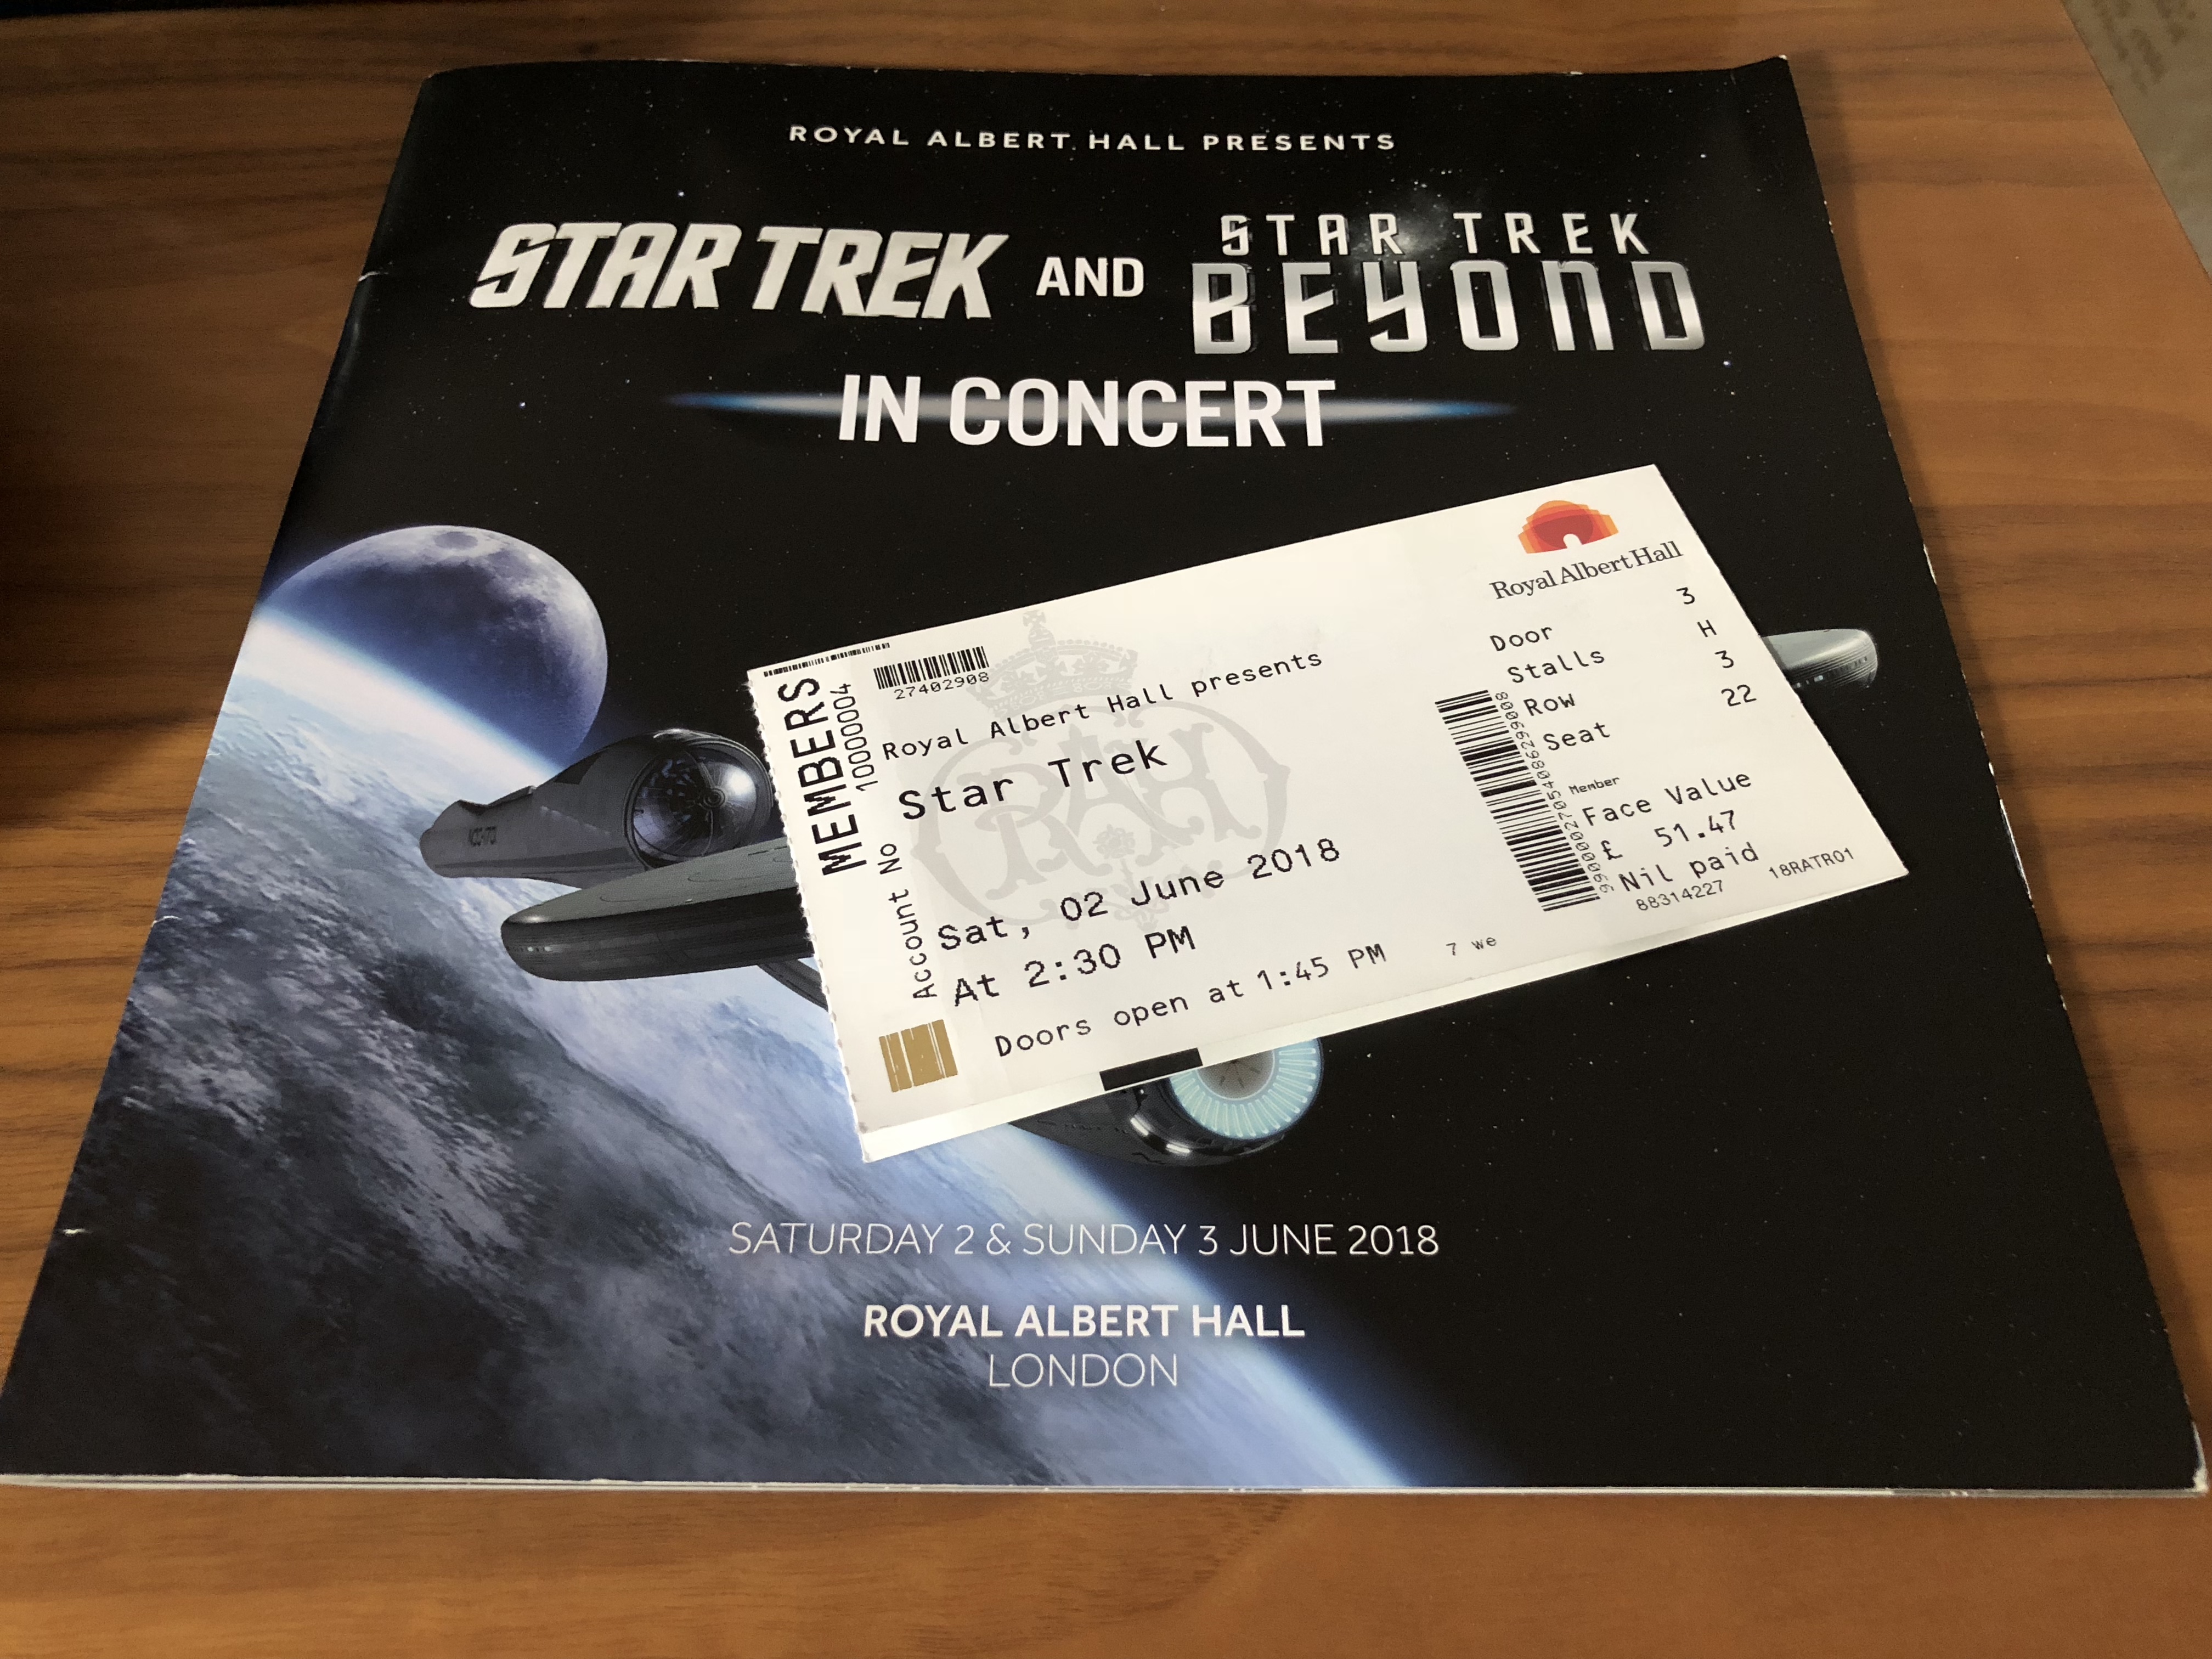 ROYAL ALBERT HALL PRESENTS
STAR TREK AND STAR TREK BEYOND
IN CONCERT
MEMBERS
Account No 10000004
27402908
Royal Albert Hall presents
Star Trek
Sat, 02 June 2018
At 2:30 PM
Doors open at 1:45 PM
7 we
Royal Albert Hall
Door 3
Stalls H
Row 3
Seat 22
Member
Face Value
£ 51.47
Nil paid
88314227 18RATR01
RAH
NCC-1701
SATURDAY 2 & SUNDAY 3 JUNE 2018
ROYAL ALBERT HALL
LONDON